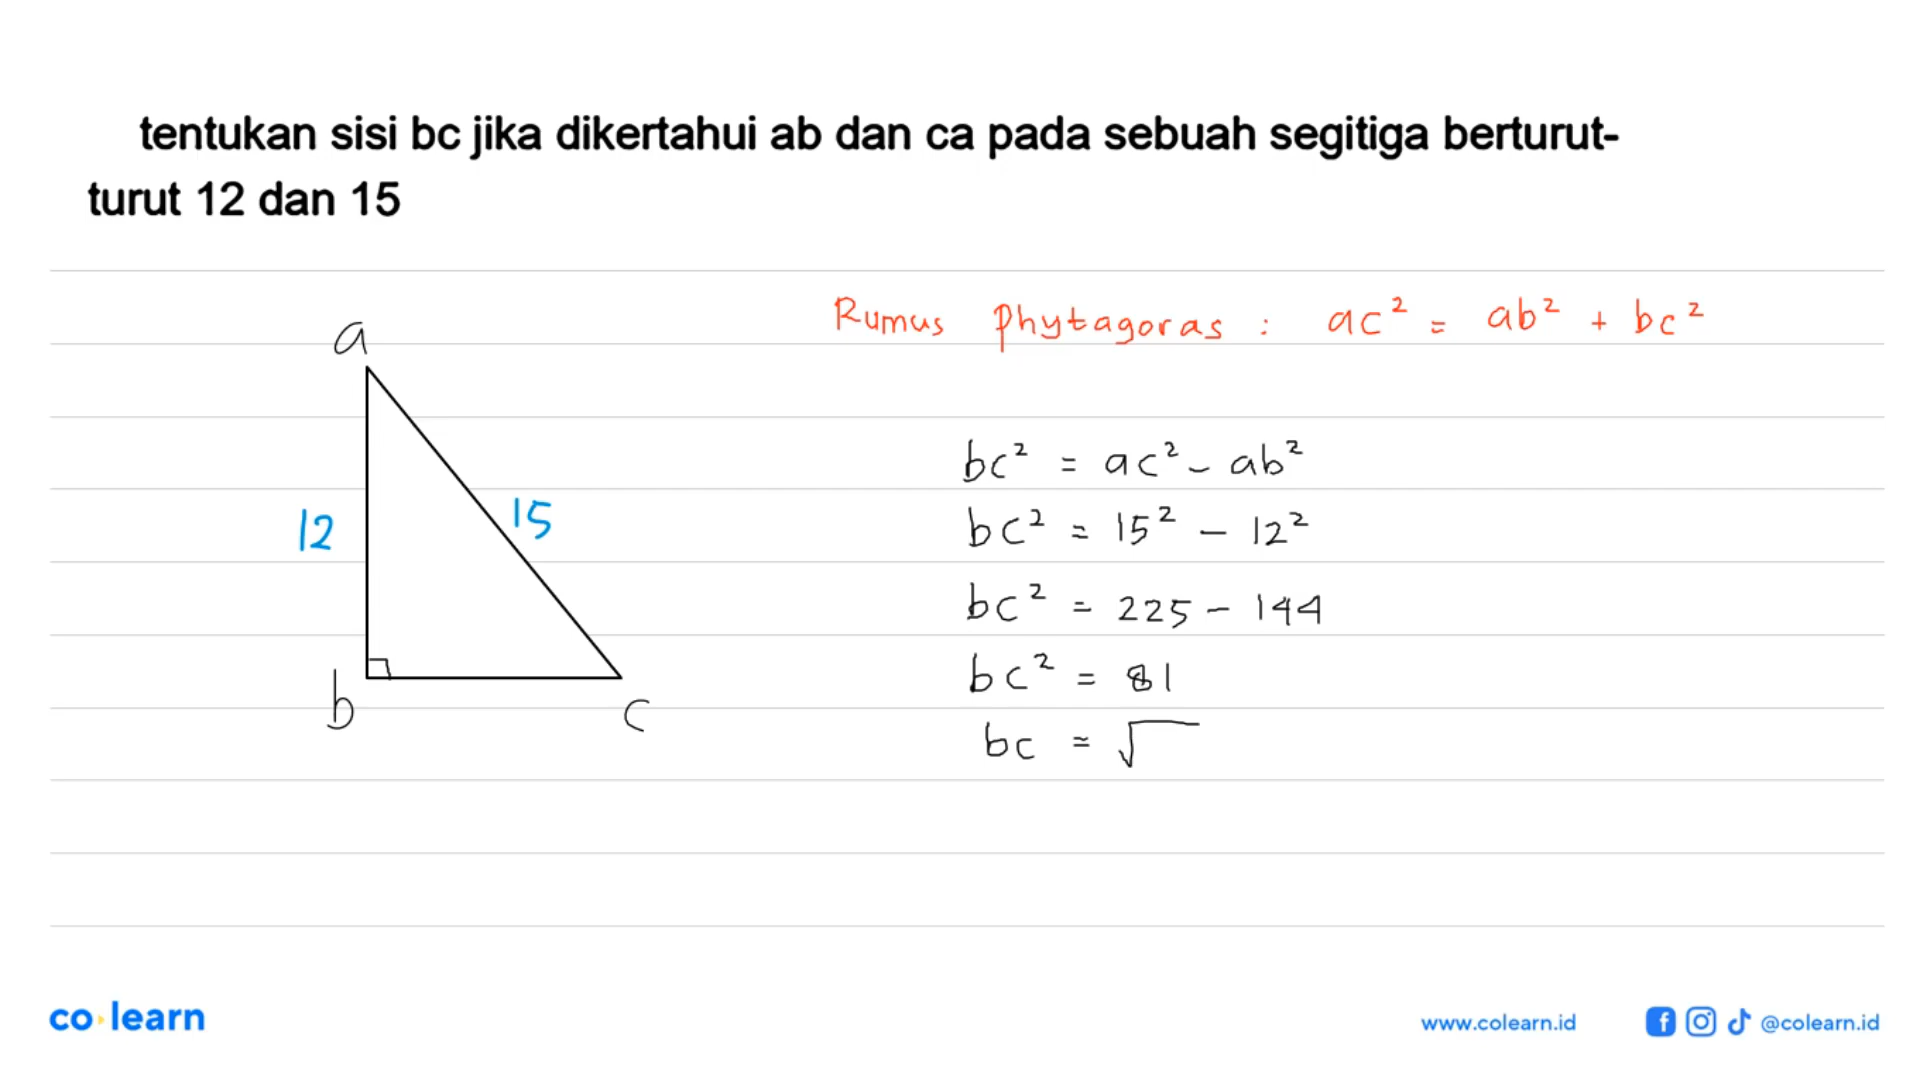 tentukan sisi bc jika dikertahui ab dan ca pada sebuah segitiga berturut-
turut 12 dan 15
Rumus Phytagoras : ac² = ab² + bc²
a
12
15
b
c
bc² = ac² - ab²
bc² = 15² - 12²
bc² = 225 - 144
bc² = 81
bc = √
co learn
www.colearn.id
@colearn.id